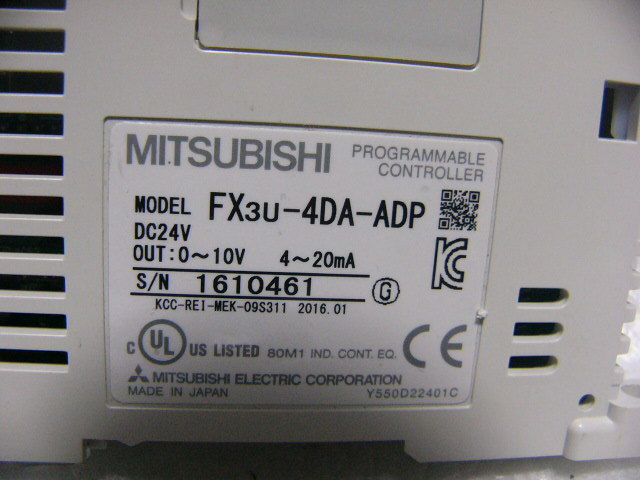 MITSUBISHI
PROGRAMMABLE
CONTROLLER
MODEL FX3U-4DA-ADP
DC24V
OUT:0～10V 4～20mA
S/N 1610461 G
KCC-REI-MEK-09S311 2016.01
C UL US LISTED 80M1 IND. CONT. EQ. CE
MITSUBISHI ELECTRIC CORPORATION
MADE IN JAPAN Y550D22401C